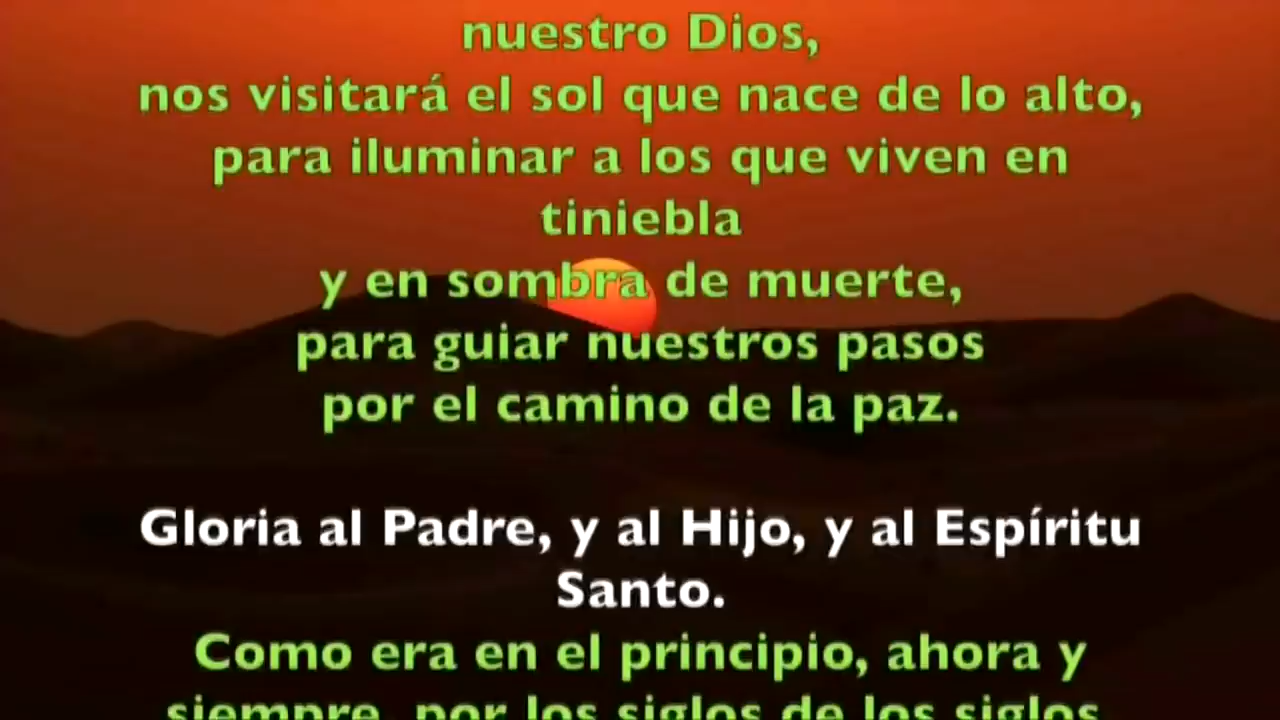 nuestro Dios,
nos visitará el sol que nace de lo alto,
para iluminar a los que viven en
tiniebla
y en sombra de muerte,
para guiar nuestros pasos
por el camino de la paz.
Gloria al Padre, y al Hijo, y al Espíritu
Santo.
Como era en el principio, ahora y
siempre, por los siglos de los siglos